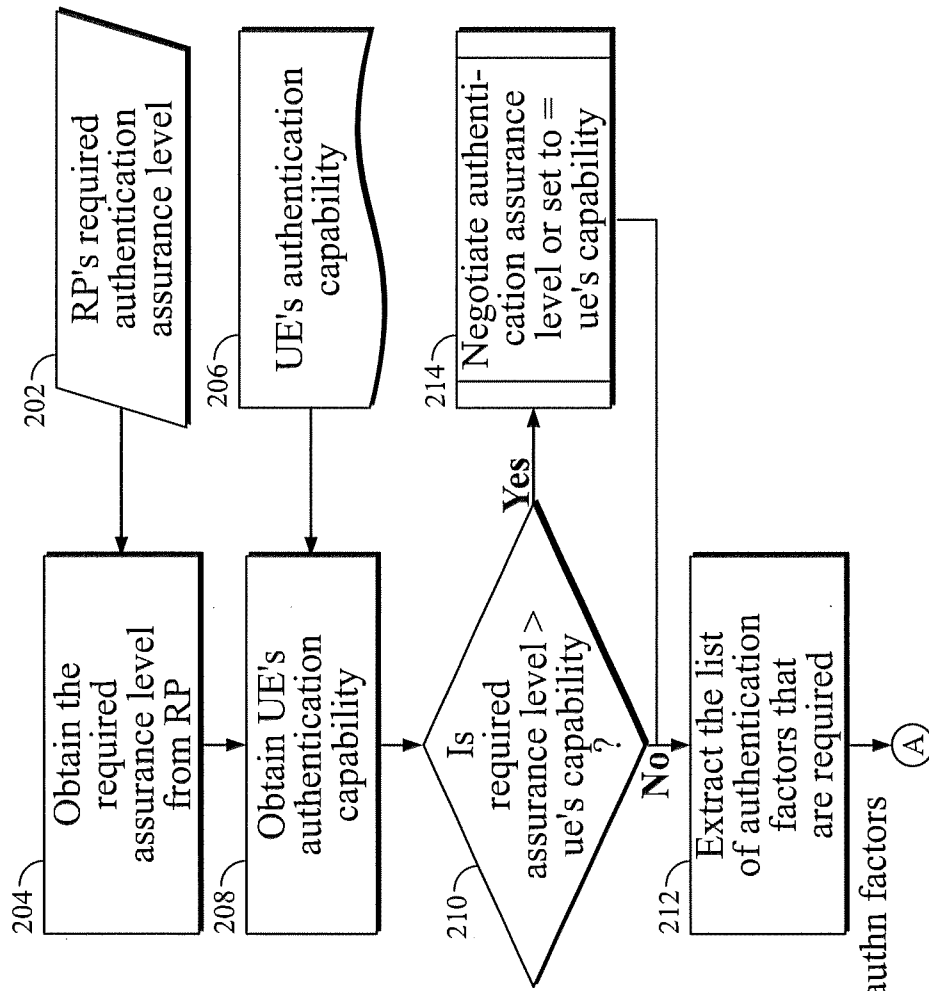 202
RP's required
authentication
assurance level
204
Obtain the
required
assurance level
from RP
206
UE's authentication
capability
208
Obtain UE's
authentication
capability
210
Is
required
assurance level >
ue's capability
?
Yes
No
214
Negotiate authenti-
cation assurance
level or set to =
ue's capability
212
Extract the list
of authentication
factors that
are required
authn factors
A